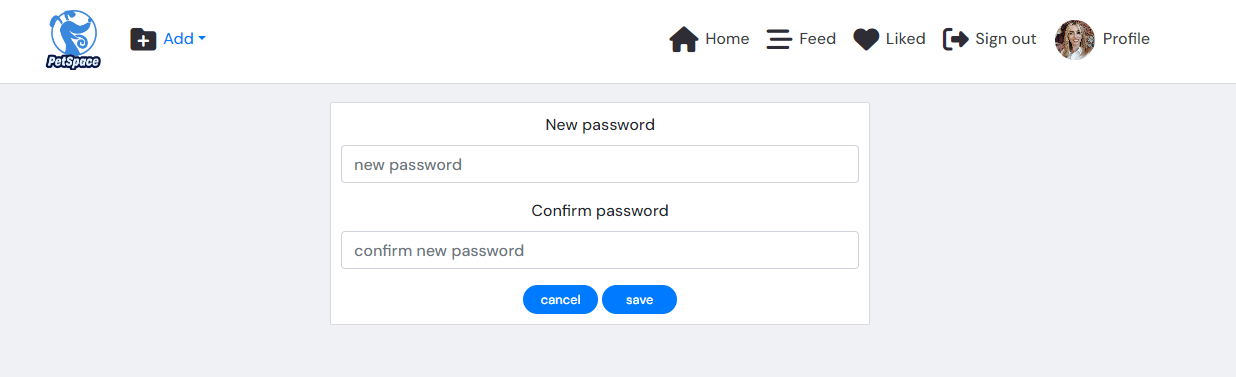 PetSpace
Add
Home
Feed
Liked
Sign out
Profile
New password
new password
Confirm password
confirm new password
cancel
save